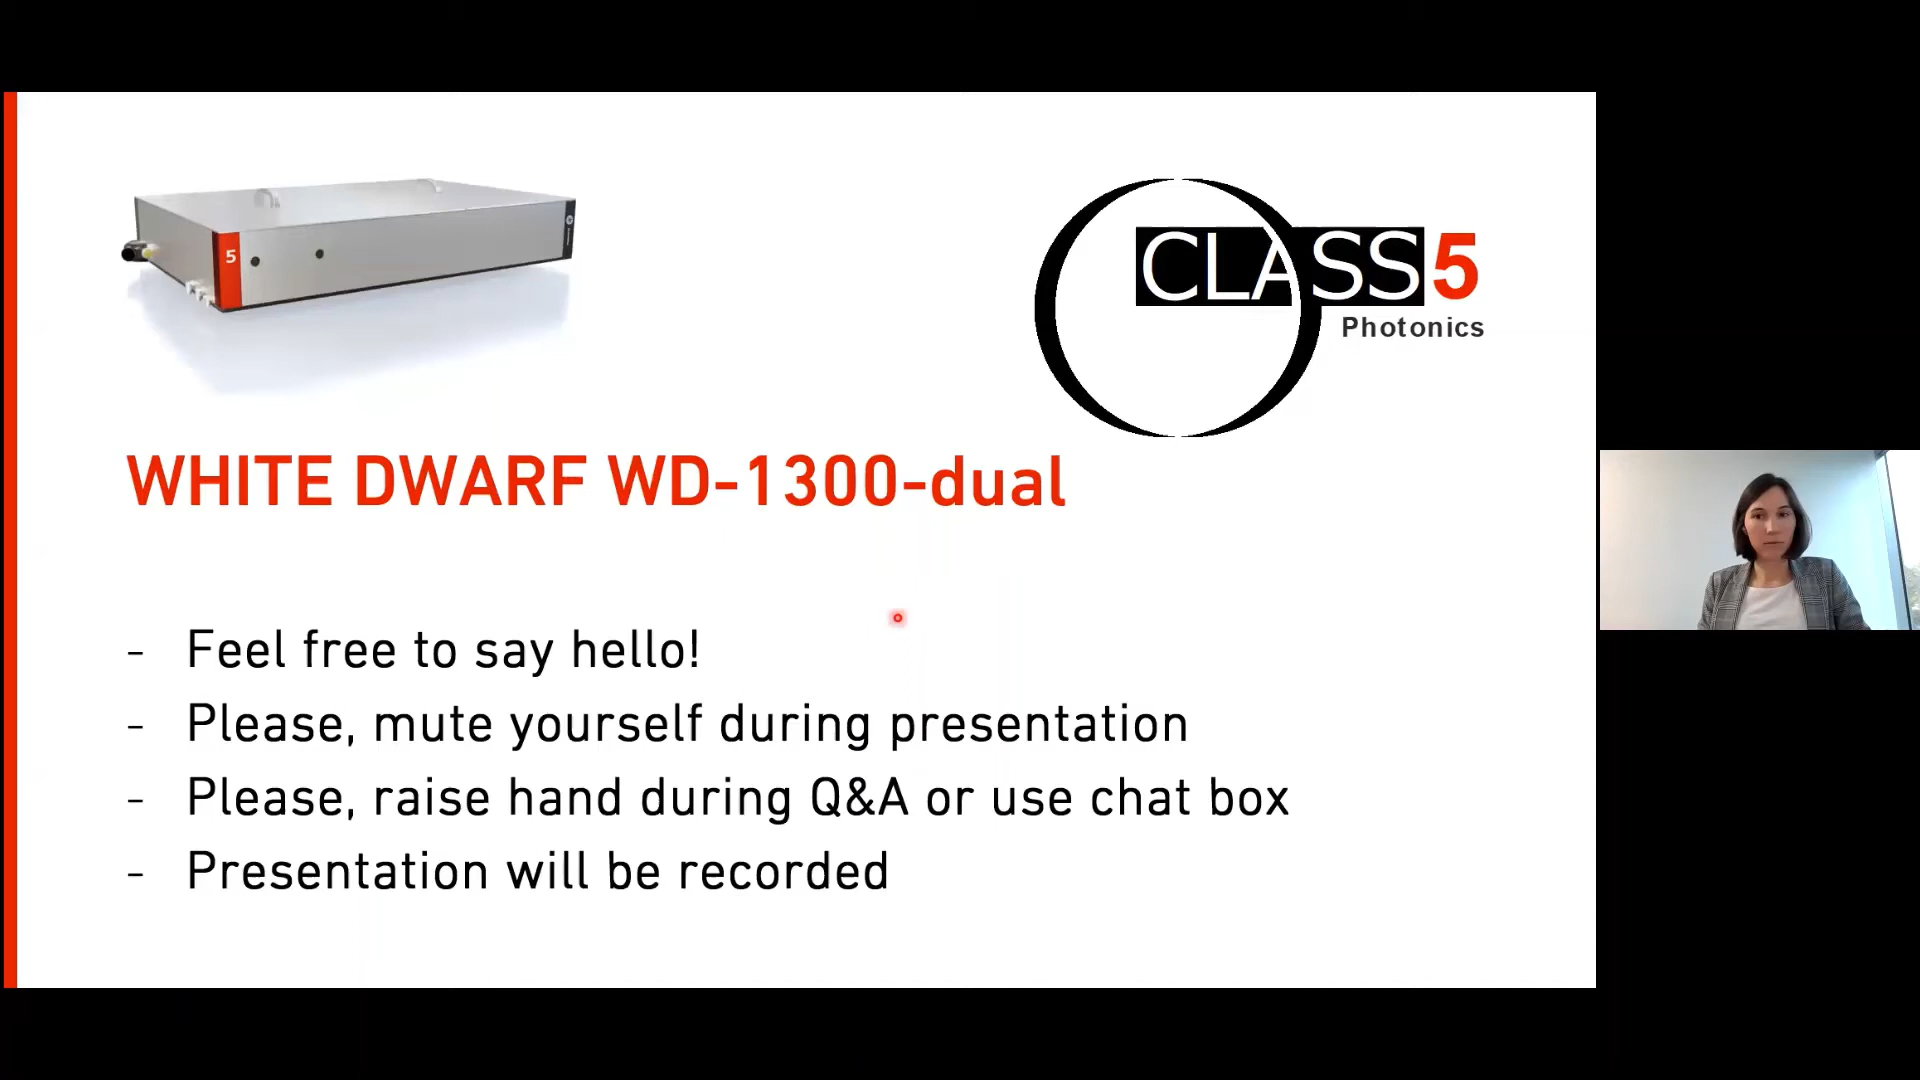 5
CLASS5
Photonics
WHITE DWARF WD-1300-dual
- Feel free to say hello!
- Please, mute yourself during presentation
- Please, raise hand during Q&A or use chat box
- Presentation will be recorded